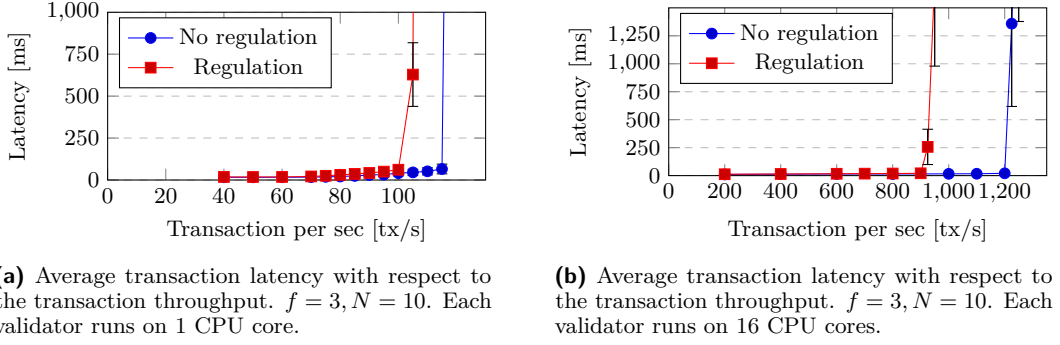 1,000
750
500
250
0
Latency [ms]
No regulation
Regulation
0 20 40 60 80 100
Transaction per sec [tx/s]
(a) Average transaction latency with respect to
the transaction throughput. f = 3, N = 10. Each
validator runs on 1 CPU core.
1,250
1,000
750
500
250
0
Latency [ms]
No regulation
Regulation
0 200 400 600 800 1,000 1,200
Transaction per sec [tx/s]
(b) Average transaction latency with respect to
the transaction throughput. f = 3, N = 10. Each
validator runs on 16 CPU cores.